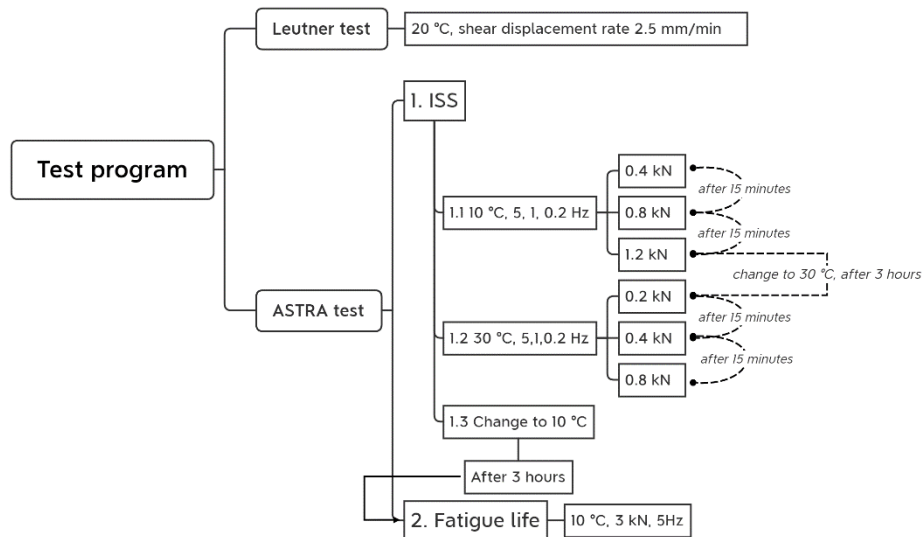 Leutner test
20 °C, shear displacement rate 2.5 mm/min
1. ISS
Test program
0.4 kN
after 15 minutes
1.1 10 °C, 5, 1, 0.2 Hz
0.8 kN
after 15 minutes
1.2 kN
change to 30 °C, after 3 hours
ASTRA test
0.2 kN
after 15 minutes
1.2 30 °C, 5,1,0.2 Hz
0.4 kN
after 15 minutes
0.8 kN
1.3 Change to 10 °C
After 3 hours
2. Fatigue life
10 °C, 3 kN, 5Hz